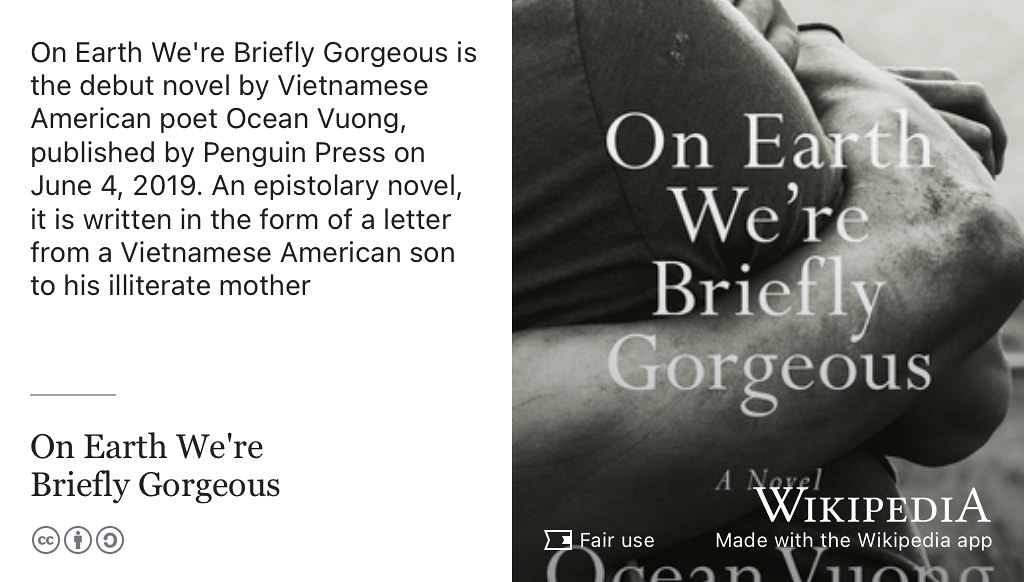 On Earth We're Briefly Gorgeous is
the debut novel by Vietnamese
American poet Ocean Vuong,
published by Penguin Press on
June 4, 2019. An epistolary novel,
it is written in the form of a letter
from a Vietnamese American son
to his illiterate mother
On Earth We're
Briefly Gorgeous
cc
On Earth
We’re
Briefly
Gorgeous
A Novel
WIKIPEDIA
Fair use
Made with the Wikipedia app
Ocean Vuong